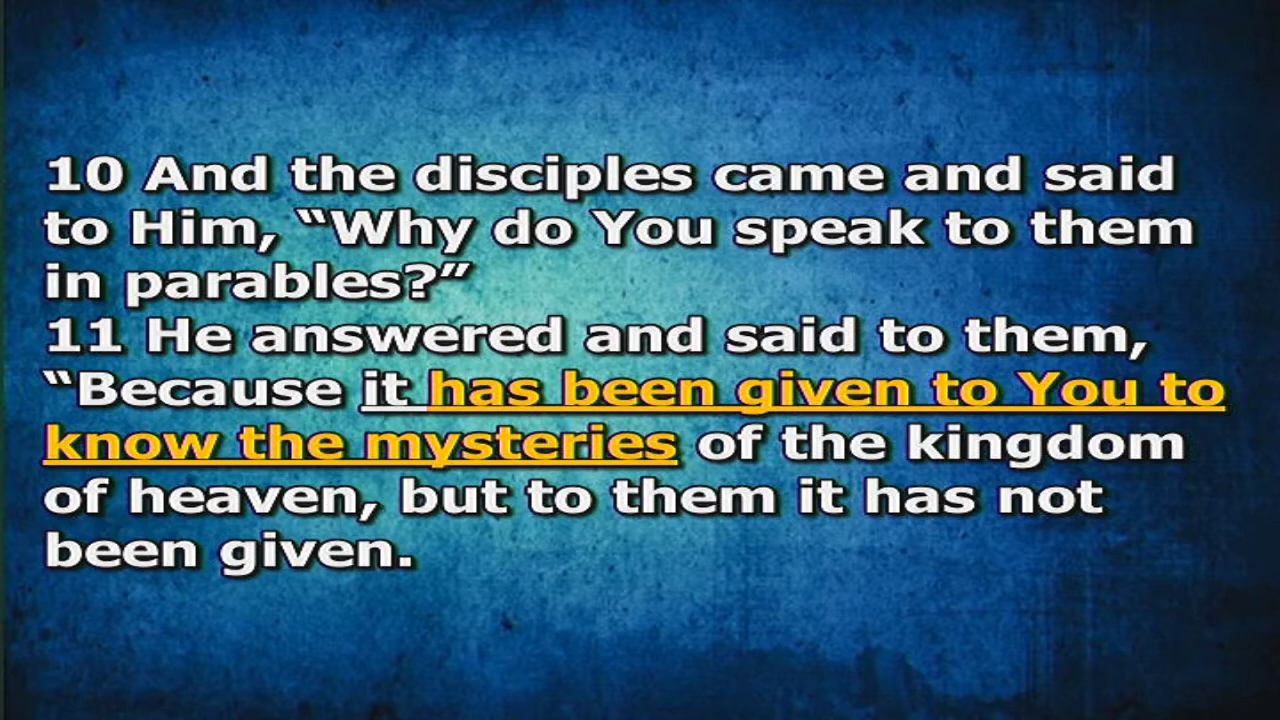 10 And the disciples came and said
to Him, “Why do You speak to them
in parables?”
11 He answered and said to them,
“Because it has been given to You to
know the mysteries of the kingdom
of heaven, but to them it has not
been given.